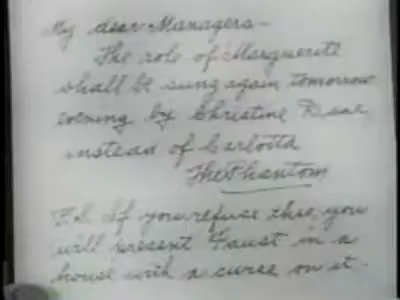 My dear Managers—
The role of Marguerite
shall be sung again tomorrow
evening by Christine Daae,
instead of Carlotta
The Phantom
P.S. If you refuse this, you
will present Faust in a
house with a curse on it.